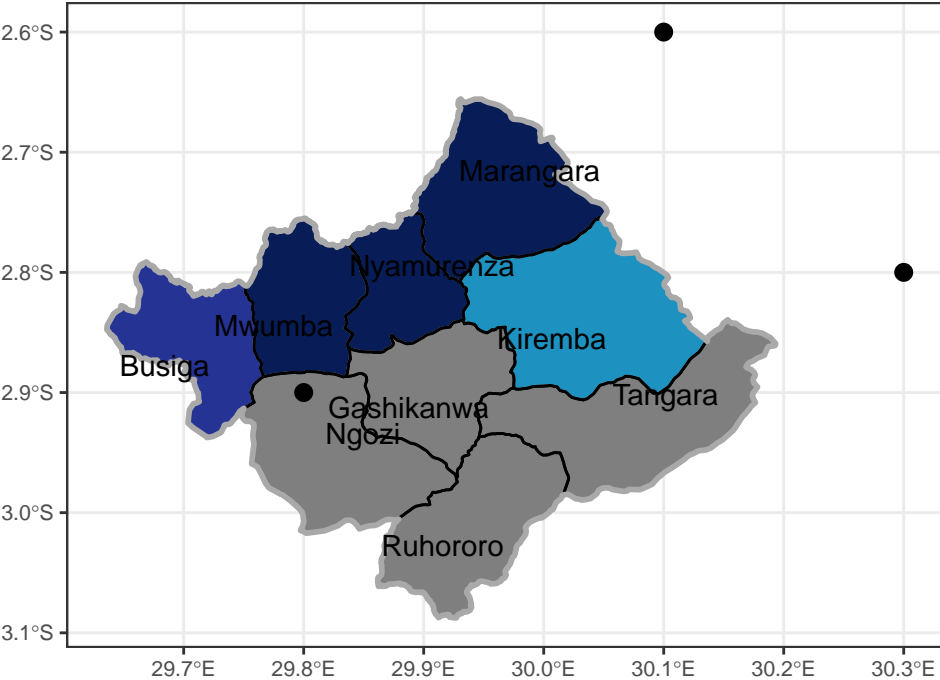 2.6°S
Marangara
2.7°S
Nyamurenza
2.8°S
Mwumba
Kiremba
Busiga
2.9°S
Tangara
Gashikanwa
Ngozi
3.0°S
Ruhororo
3.1°S
29.7°E 29.8°E 29.9°E 30.0°E 30.1°E 30.2°E 30.3°E